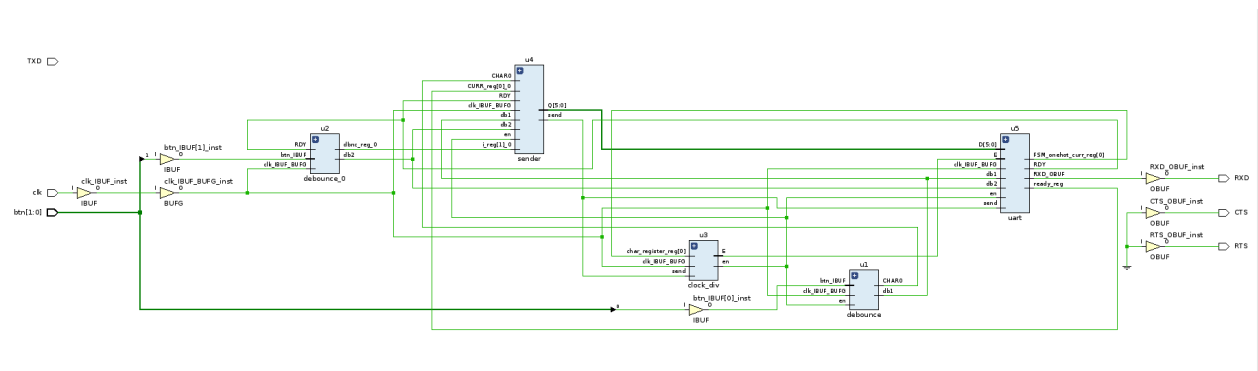 TXD
clk
btn[1:0]
clk_IBUF_inst
I
O
IBUF
1
btn_IBUF[1]_inst
I
O
IBUF
clk_IBUF_BUFG_inst
I
O
BUFG
u2
RDY
btn_IBUF
clk_IBUF_BUFG
dbnc_reg_0
db2
debounce_0
u4
CHAR0
CURR_reg[0]_0
RDY
clk_IBUF_BUFG
db1
db2
en
i_reg[1]_0
Q[5:0]
send
sender
u3
char_register_reg[0]
clk_IBUF_BUFG
send
E
en
clock_div
0
btn_IBUF[0]_inst
I
O
IBUF
u1
btn_IBUF
clk_IBUF_BUFG
en
CHAR0
db1
debounce
u5
D[5:0]
E
clk_IBUF_BUFG
db1
db2
en
send
FSM_onehot_curr_reg[0]
RDY
RXD_OBUF
ready_reg
uart
RXD_OBUF_inst
I
O
OBUF
RXD
CTS_OBUF_inst
I
O
OBUF
CTS
RTS_OBUF_inst
I
O
OBUF
RTS